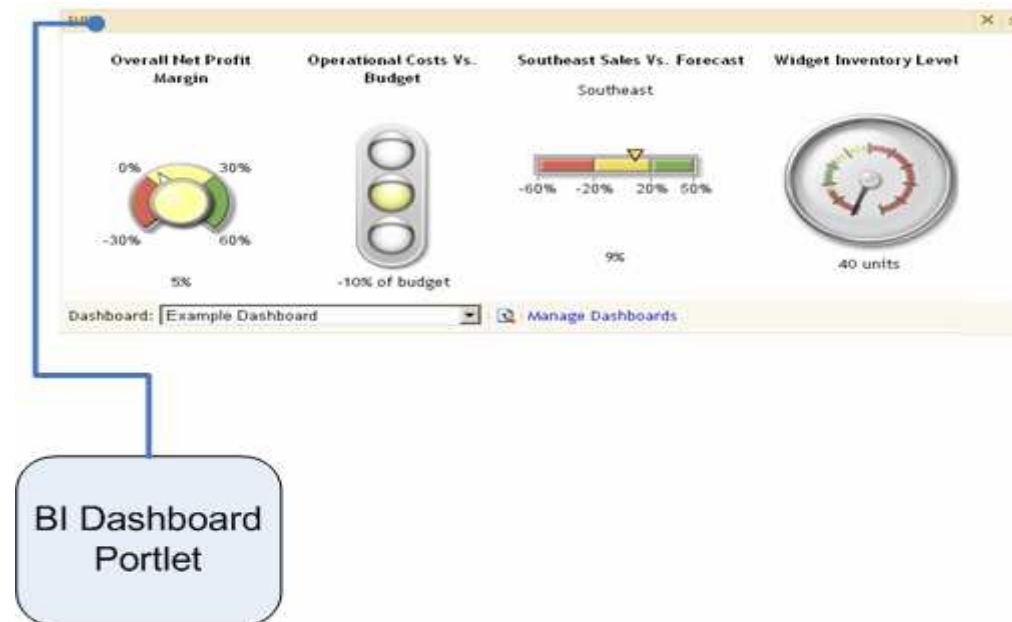 Overall Net Profit
Margin
Operational Costs Vs.
Budget
Southeast Sales Vs. Forecast
Southeast
Widget Inventory Level
0% 30%
-30% 60%
5%
-10% of budget
-60% -20% 20% 50%
9%
40 units
Dashboard: Example Dashboard Manage Dashboards
BI Dashboard
Portlet